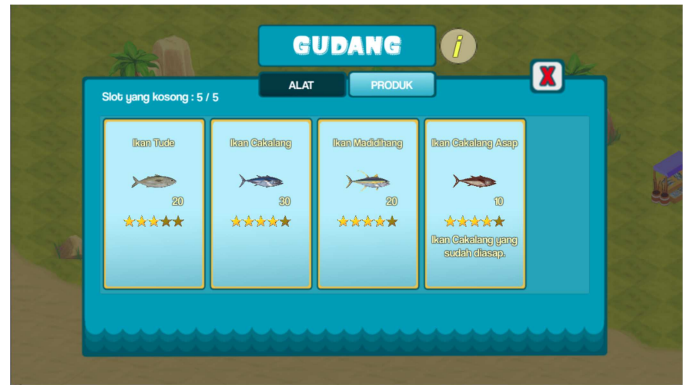 GUDANG
i
ALAT
PRODUK
X
Slot yang kosong : 5 / 5
Ikan Tude
20
Ikan Cakalang
30
Ikan Madidihang
20
Ikan Cakalang Asap
10
Ikan Cakalang yang
sudah diasap.